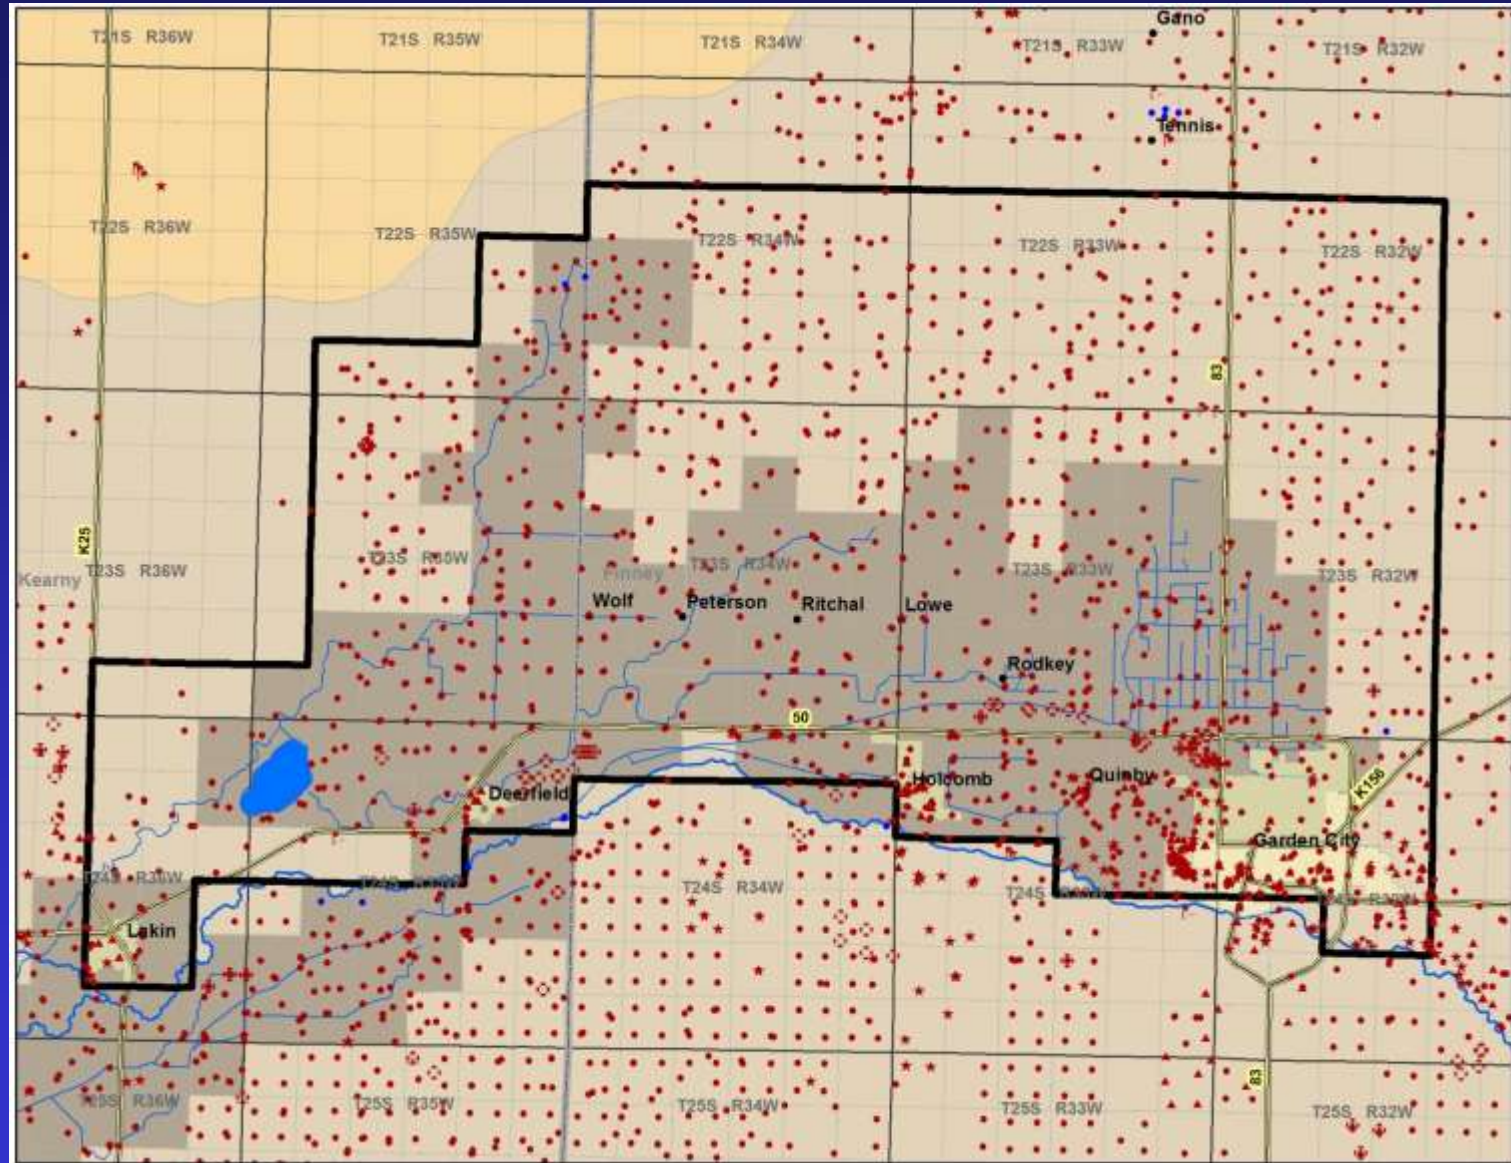 Gano
T21S R36W
T21S R35W
T21S R34W
T21S R33W
T21S R32W
Tennis
T22S R36W
T22S R35W
T22S R34W
T22S R33W
T22S R32W
83
K25
Kearny
T23S R36W
T23S R35W
Finney
T23S R34W
T23S R33W
T23S R32W
Wolf
Peterson
Ritchal
Lowe
Rodkey
50
Deerfield
Holcomb
Quinby
K156
Garden City
T24S R36W
T24S R34W
T24S
Lakin
83
T25S R36W
T25S R35W
T25S R34W
T25S R33W
T25S R32W